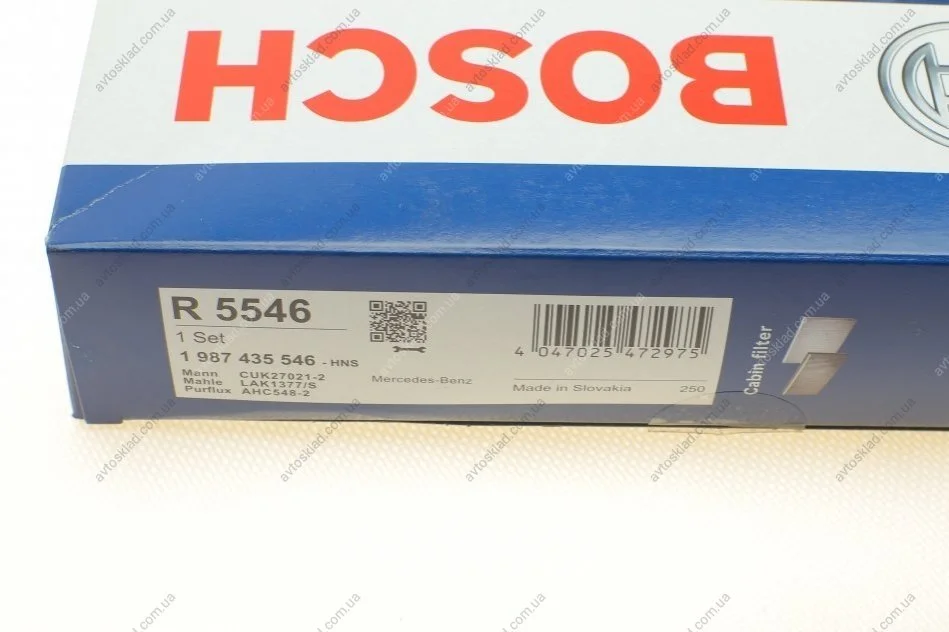 BOSCH
R 5546
1 Set
1 987 435 546 - HNS
Mann CUK27021-2
Mahle LAK1377/S
Purflux AHC548-2
Mercedes-Benz
4 047025 472975
Made in Slovakia 250
Cabin filter
avtosklad.com.ua